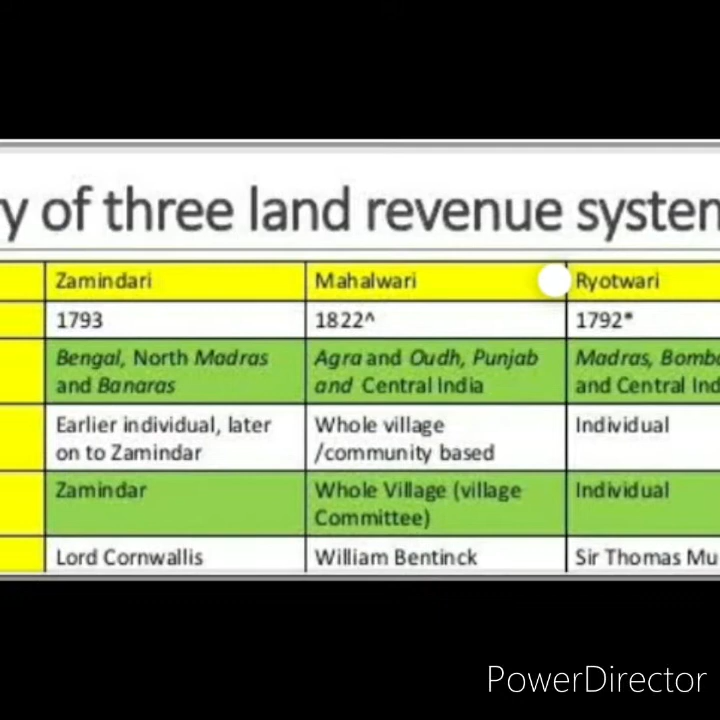 y of three land revenue system
Zamindari Mahalwari Ryotwari
1793 1822^ 1792*
Bengal, North Madras Agra and Oudh, Punjab Madras, Bomb
and Banaras and Central India and Central Ind
Earlier individual, later Whole village Individual
on to Zamindar /community based
Zamindar Whole Village (village Individual
Committee)
Lord Cornwallis William Bentinck Sir Thomas Mu
PowerDirector